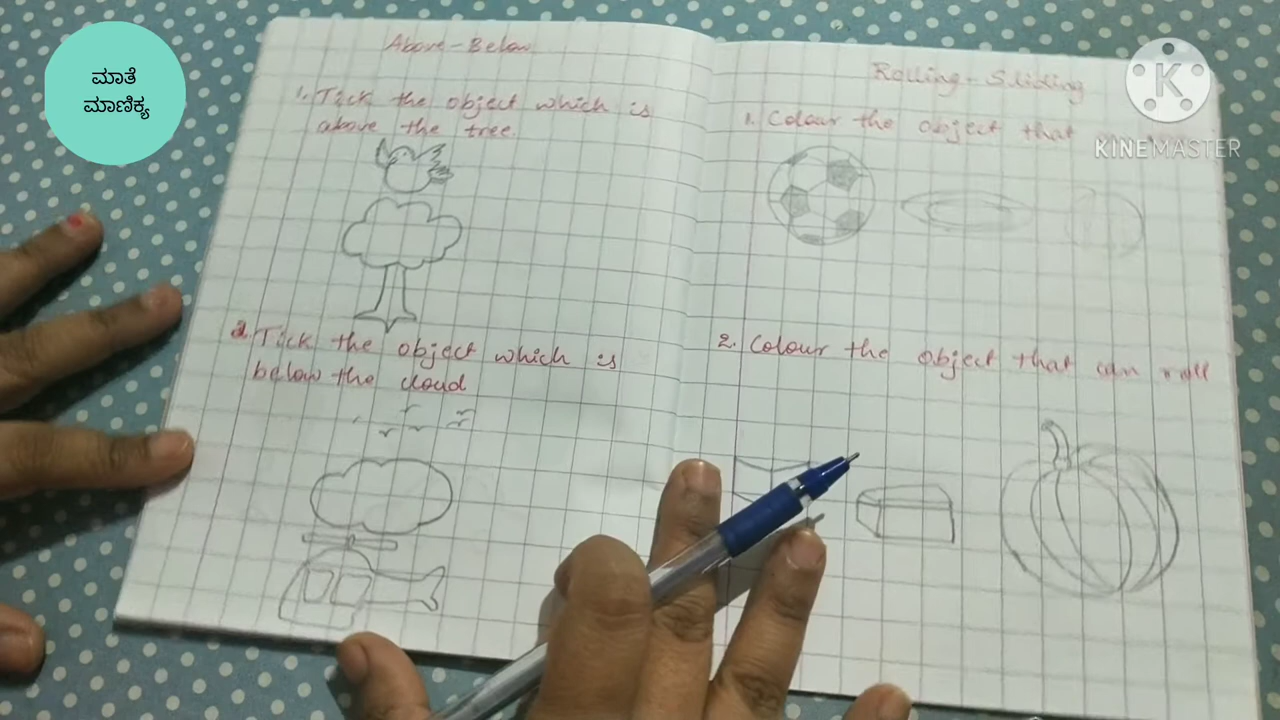 ಮಾತೆ
ಮಾಣಿಕ್ಯ
KINEMASTER
Above-Below
1. Tick the object which is
above the tree.
2. Tick the object which is
below the cloud
Rolling-Sliding
1. Colour the object that
2. Colour the object that can roll